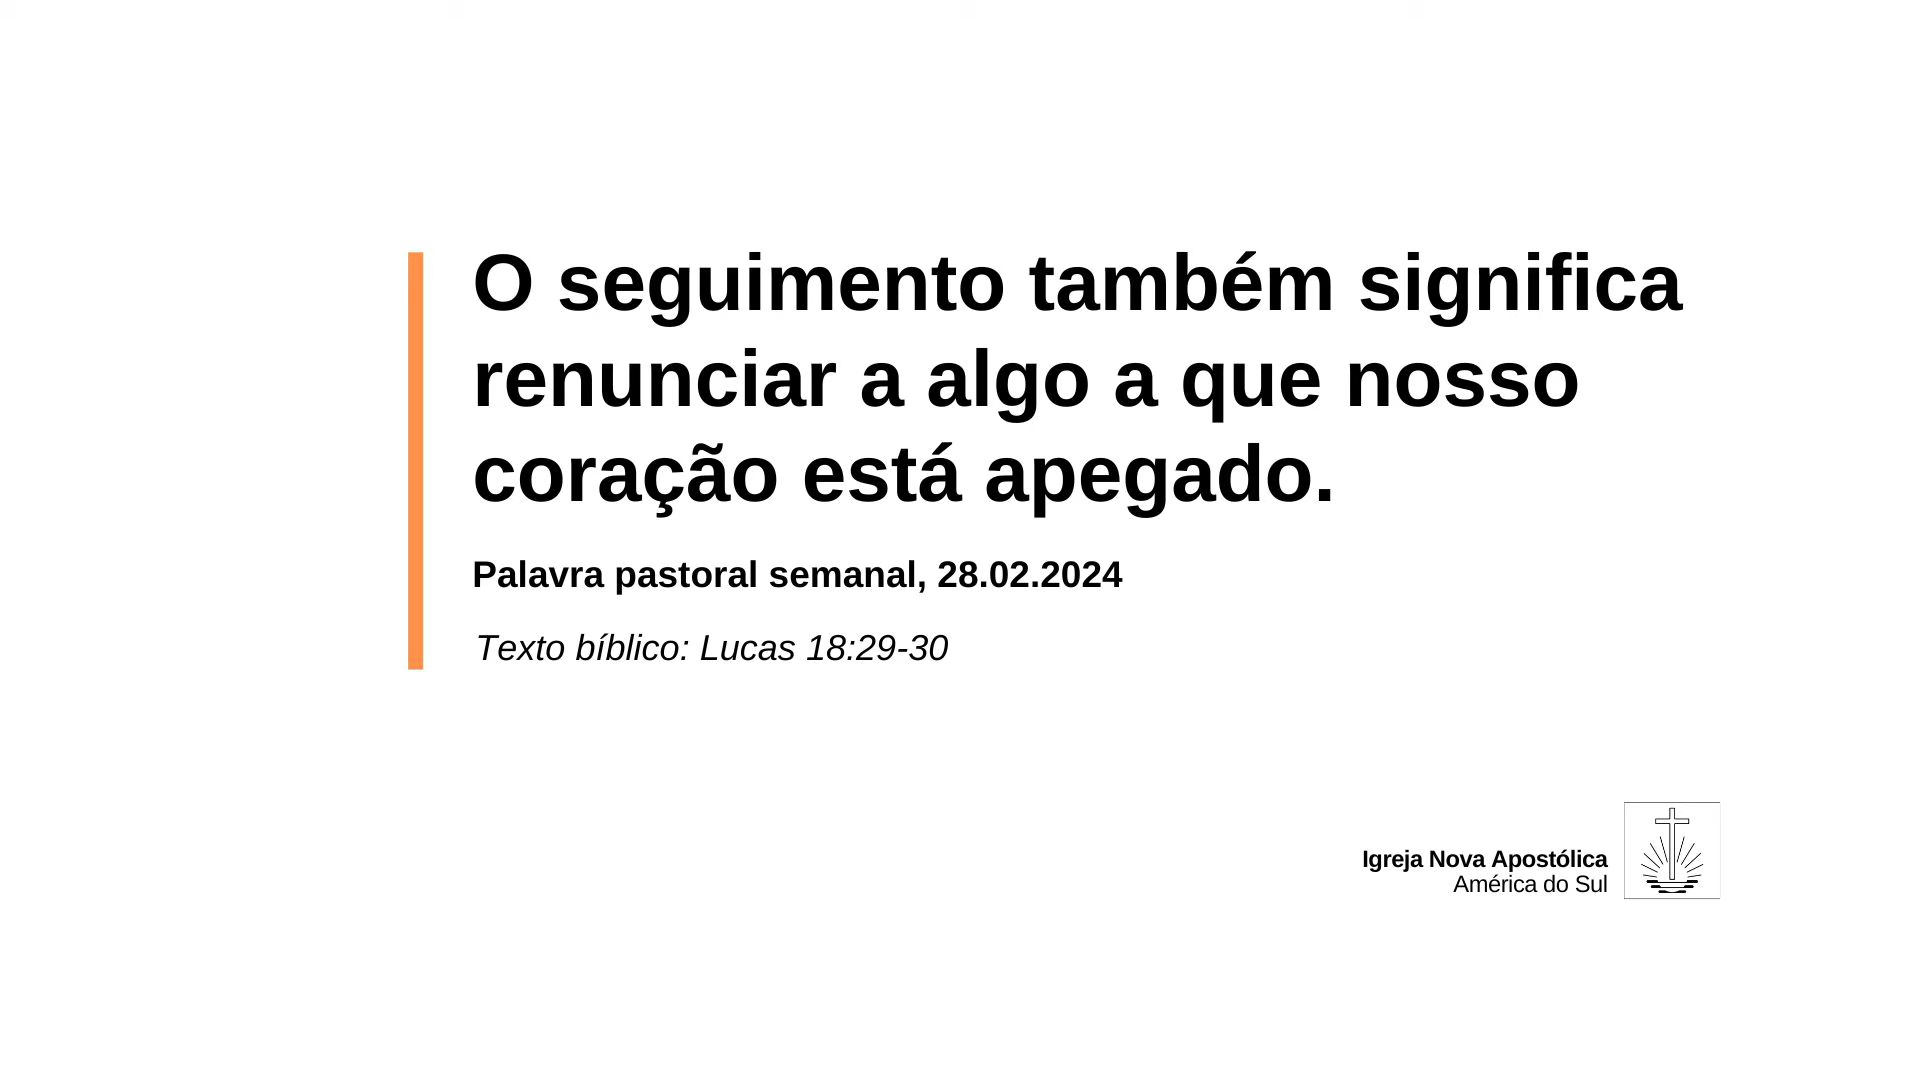 O seguimento também significa
renunciar a algo a que nosso
coração está apegado.
Palavra pastoral semanal, 28.02.2024
Texto bíblico: Lucas 18:29-30
Igreja Nova Apostólica
América do Sul